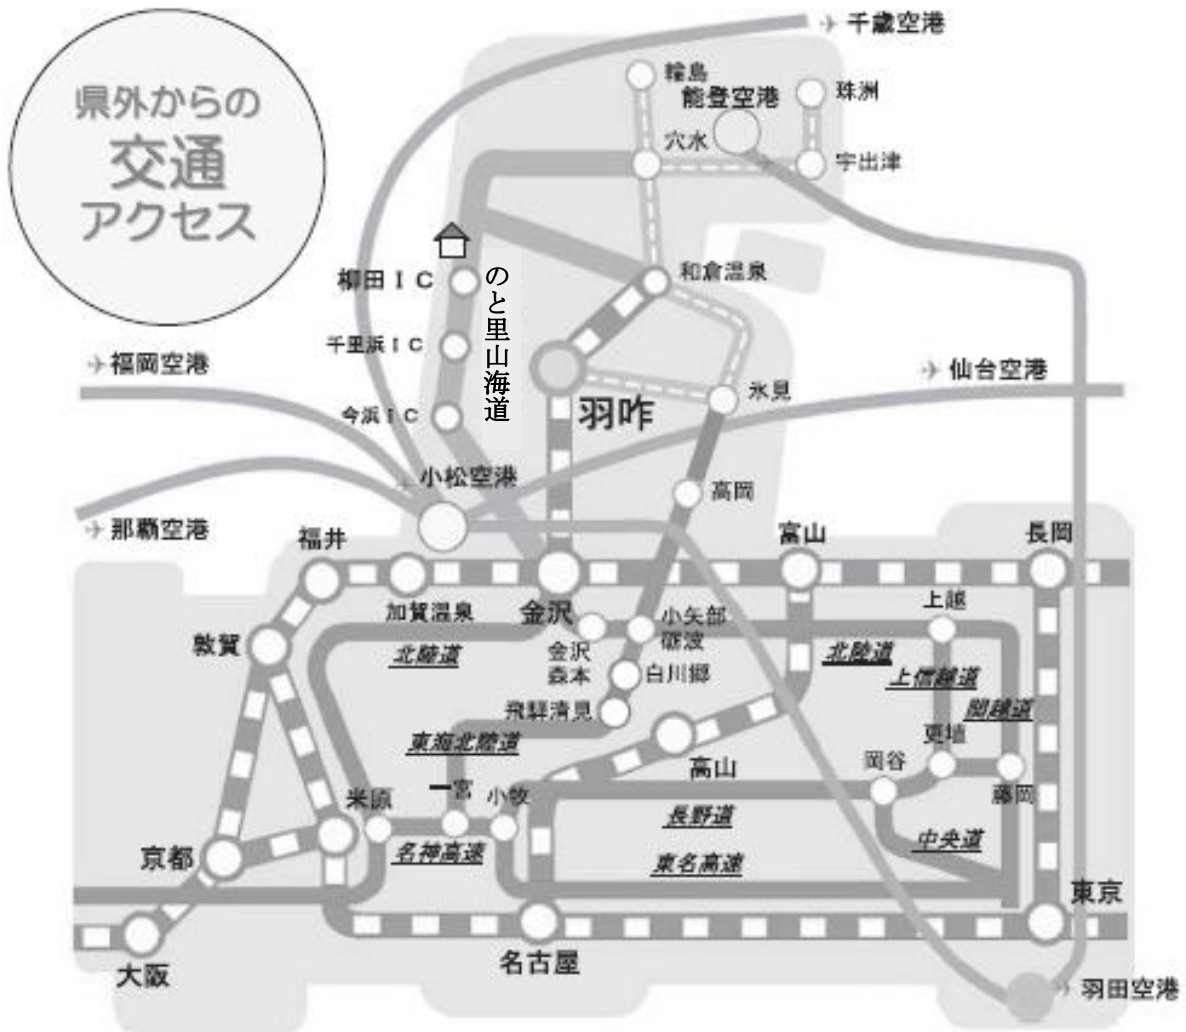 県外からの
交通
アクセス
千歳空港
輪島
能登空港
珠洲
穴水
宇出津
柳田IC
のと里山海道
和倉温泉
千里浜IC
福岡空港
仙台空港
氷見
今浜IC
羽咋
小松空港
高岡
那覇空港
福井
富山
長岡
加賀温泉
金沢
小矢部
砺波
上越
敦賀
北陸道
金沢
森本
白川郷
北陸道
上信越道
飛騨清見
関越道
東海北陸道
更埴
高山
岡谷
米原
一宮
小牧
藤岡
長野道
京都
名神高速
中央道
東名高速
東京
大阪
名古屋
羽田空港